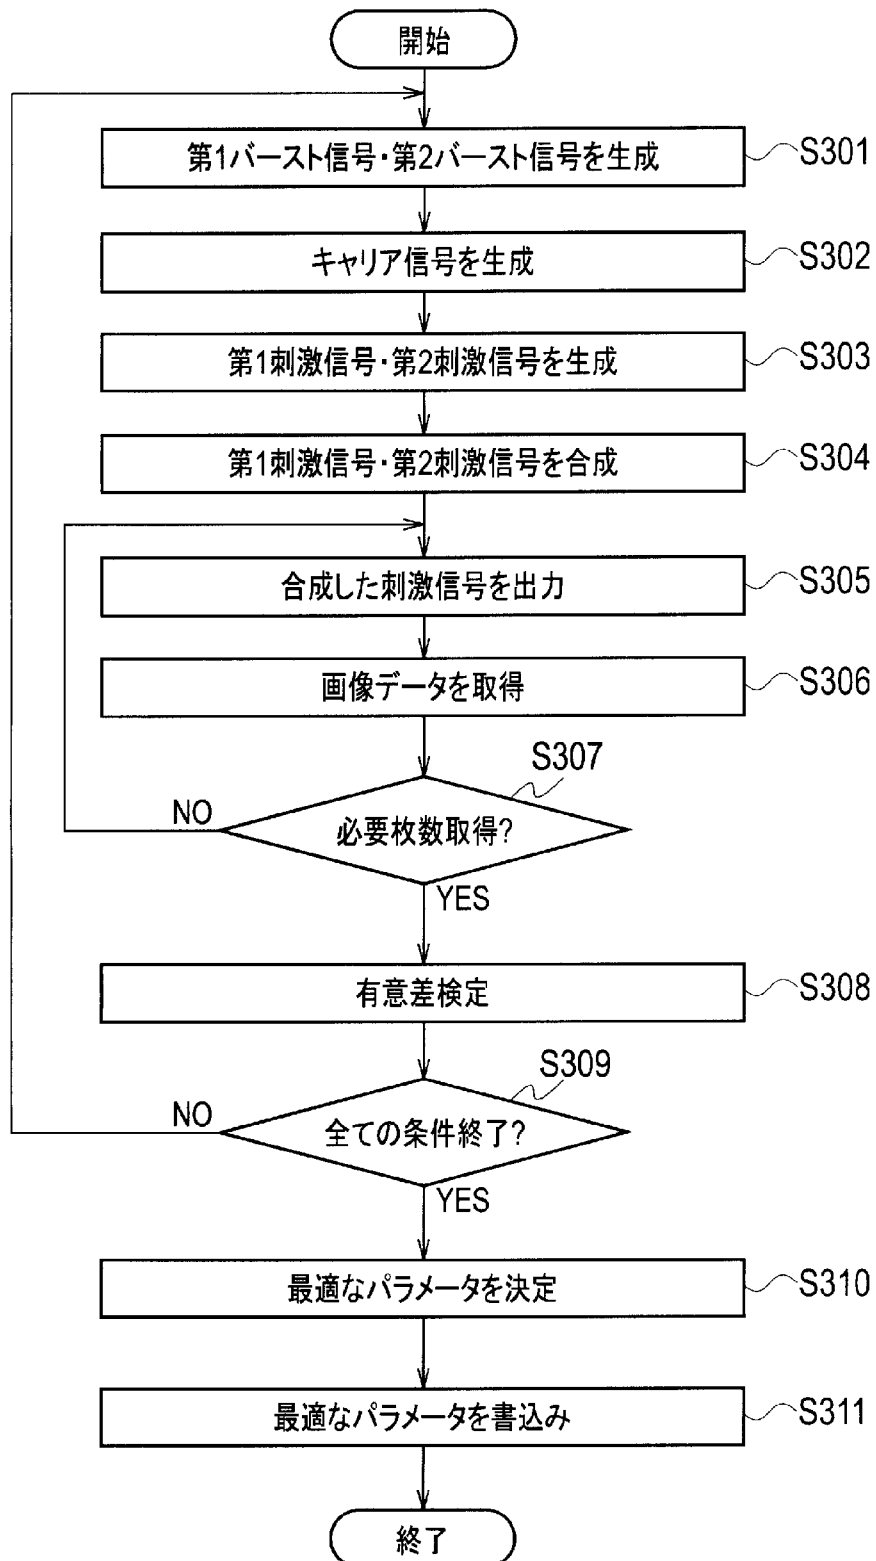 開始
第1バースト信号・第2バースト信号を生成
S301
キャリア信号を生成
S302
第1刺激信号・第2刺激信号を生成
S303
第1刺激信号・第2刺激信号を合成
S304
合成した刺激信号を出力
S305
画像データを取得
S306
S307
NO
必要枚数取得?
YES
有意差検定
S308
S309
NO
全ての条件終了?
YES
最適なパラメータを決定
S310
最適なパラメータを書込み
S311
終了